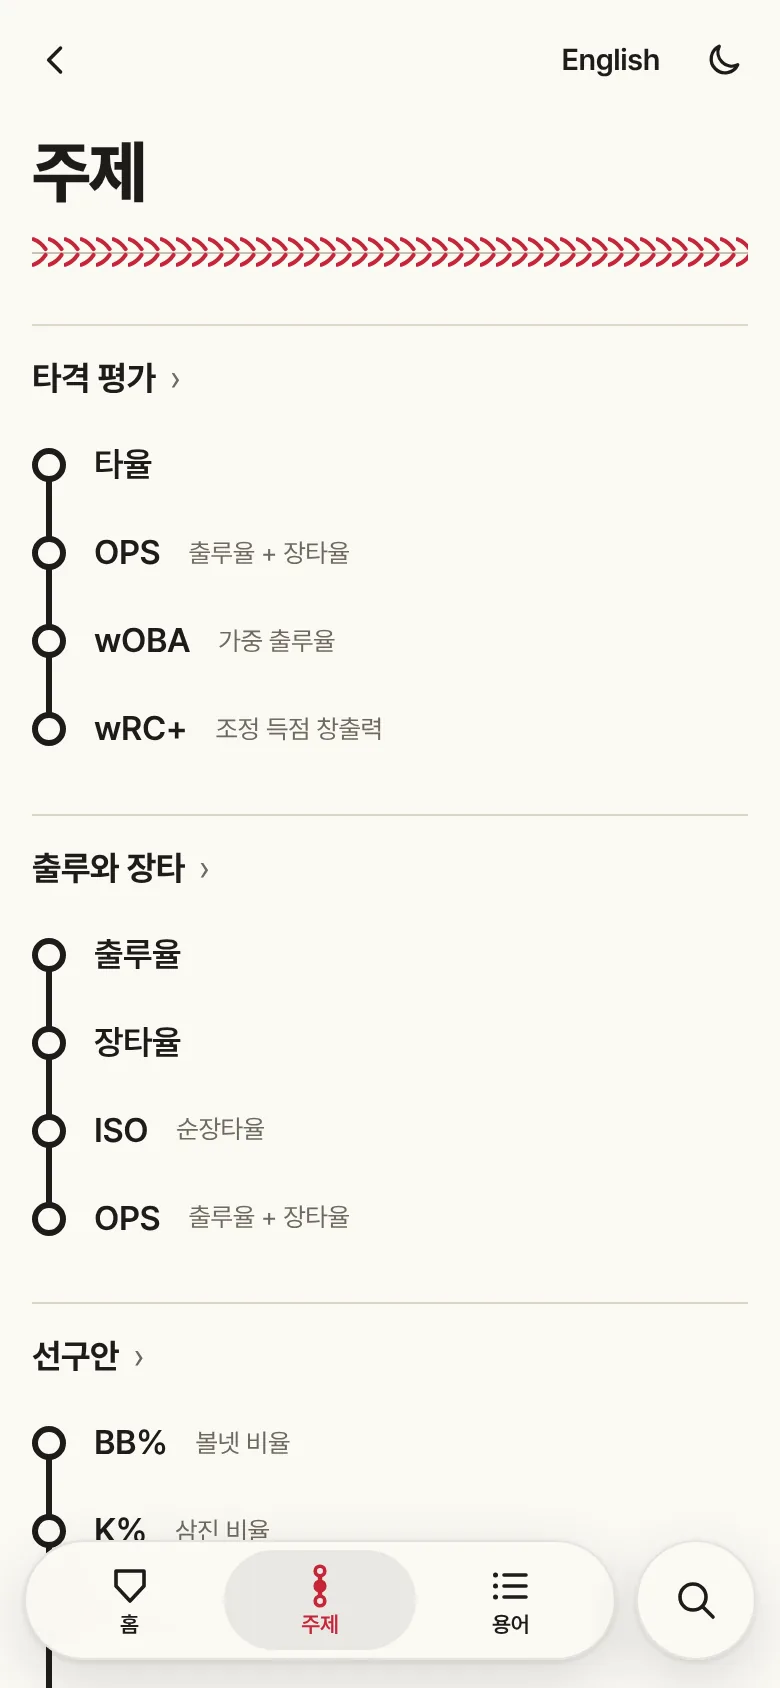 English
주제
타격 평가 ›
타율
OPS 출루율 + 장타율
wOBA 가중 출루율
wRC+ 조정 득점 창출력
출루와 장타 ›
출루율
장타율
ISO 순장타율
OPS 출루율 + 장타율
선구안 ›
BB% 볼넷 비율
K% 삼진 비율
홈
주제
용어